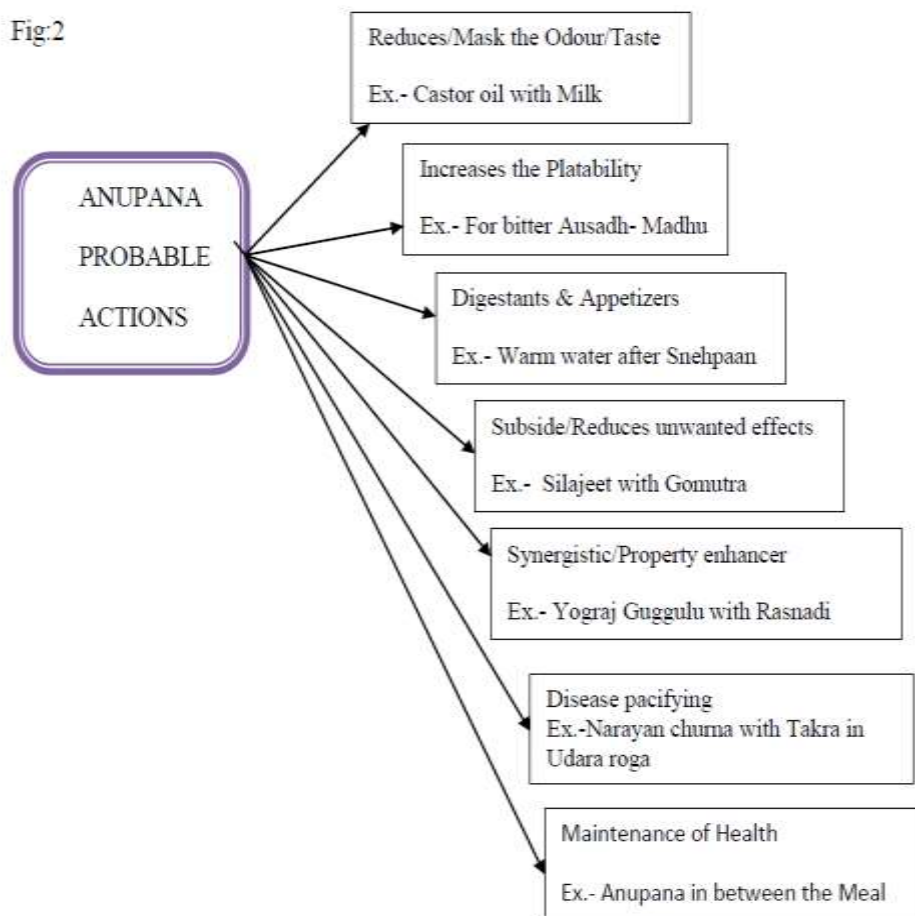 Fig:2
Reduces/Mask the Odour/Taste
Ex.- Castor oil with Milk
ANUPANA
PROBABLE
ACTIONS
Increases the Platability
Ex.- For bitter Ausadh- Madhu
Digestants & Appetizers
Ex.- Warm water after Snehpaan
Subside/Reduces unwanted effects
Ex.- Silajeet with Gomutra
Synergistic/Property enhancer
Ex.- Yograj Guggulu with Rasnadi
Disease pacifying
Ex.-Narayan churna with Takra in
Udara roga
Maintenance of Health
Ex.- Anupana in between the Meal